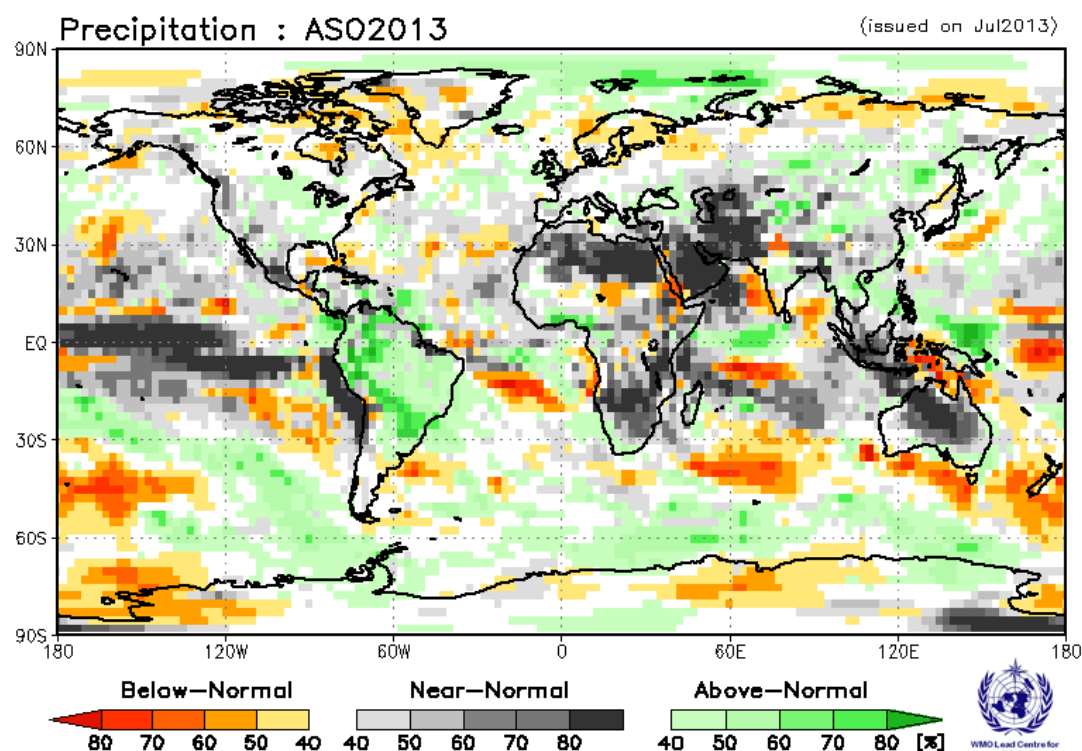 Precipitation : ASO2013
(issued on Jul2013)
90N
60N
30N
EQ
30S
60S
90S
180 120W 60W 0 60E 120E 180
Below-Normal Near-Normal Above-Normal
80 70 60 50 40 40 50 60 70 80 40 50 60 70 80 [%]
WMO Lead Centre for